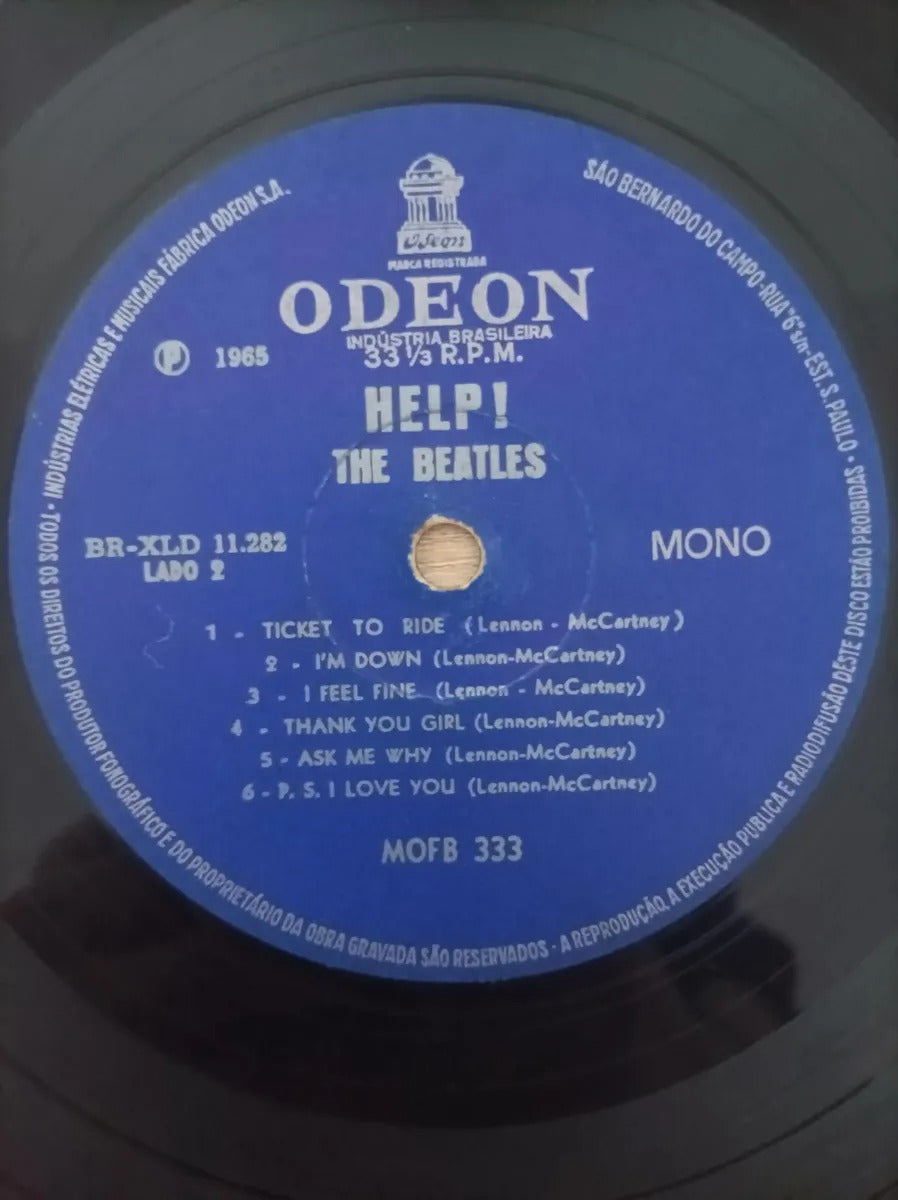 Odeon
MARCA REGISTRADA
ODEON
INDÚSTRIA BRASILEIRA
33 1/3 R.P.M.
Ⓟ 1965
HELP!
THE BEATLES
BR-XLD 11.282
LADO 2
MONO
1 - TICKET TO RIDE (Lennon - McCartney)
2 - I'M DOWN (Lennon-McCartney)
3 - I FEEL FINE (Lennon - McCartney)
4 - THANK YOU GIRL (Lennon-McCartney)
5 - ASK ME WHY (Lennon-McCartney)
6 - P. S. I LOVE YOU (Lennon-McCartney)
MOFB 333
• TODOS OS DIREITOS DO PRODUTOR FONOGRÁFICO E DO PROPRIETÁRIO DA OBRA GRAVADA SÃO RESERVADOS - A REPRODUÇÃO, A EXECUÇÃO PÚBLICA E RADIODIFUSÃO DESTE DISCO ESTÃO PROIBIDAS •
INDÚSTRIAS ELÉTRICAS E MUSICAIS FÁBRICA ODEON S.A.
SÃO BERNARDO DO CAMPO-RUA"6"s/n-EST. S. PAULO